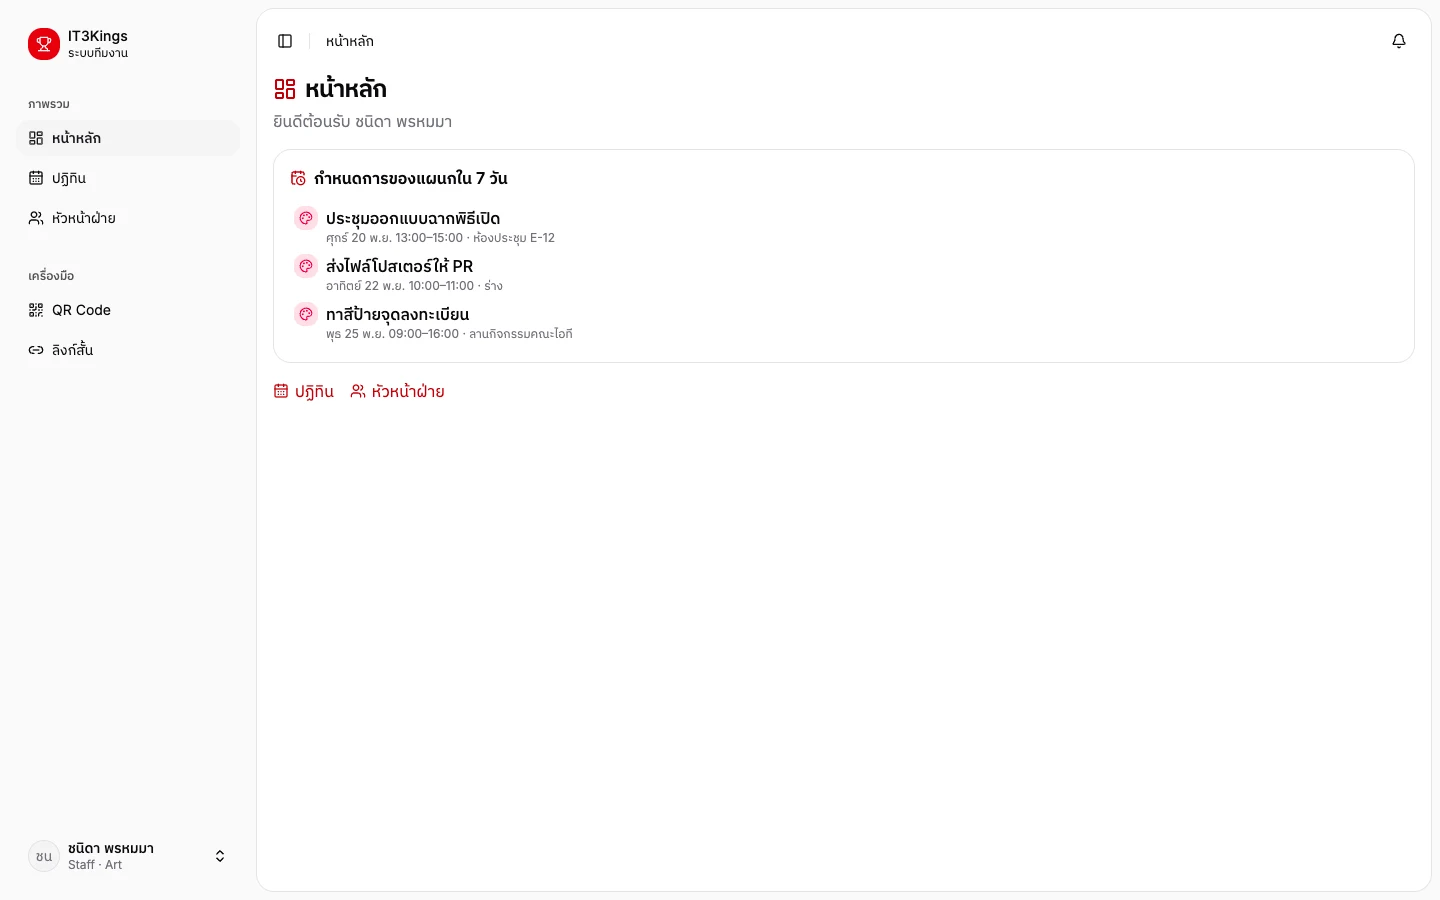 IT3Kings
ระบบทีมงาน
ภาพรวม
หน้าหลัก
ปฏิทิน
หัวหน้าฝ่าย
เครื่องมือ
QR Code
ลิงก์สั้น
ชน
ชนิดา พรหมมา
Staff · Art
หน้าหลัก
หน้าหลัก
ยินดีต้อนรับ ชนิดา พรหมมา
กำหนดการของแผนกใน 7 วัน
ประชุมออกแบบฉากพิธีเปิด
ศุกร์ 20 พ.ย. 13:00–15:00 · ห้องประชุม E-12
ส่งไฟล์โปสเตอร์ให้ PR
อาทิตย์ 22 พ.ย. 10:00–11:00 · ร่าง
ทาสีป้ายจุดลงทะเบียน
พุธ 25 พ.ย. 09:00–16:00 · ลานกิจกรรมคณะไอที
ปฏิทิน หัวหน้าฝ่าย